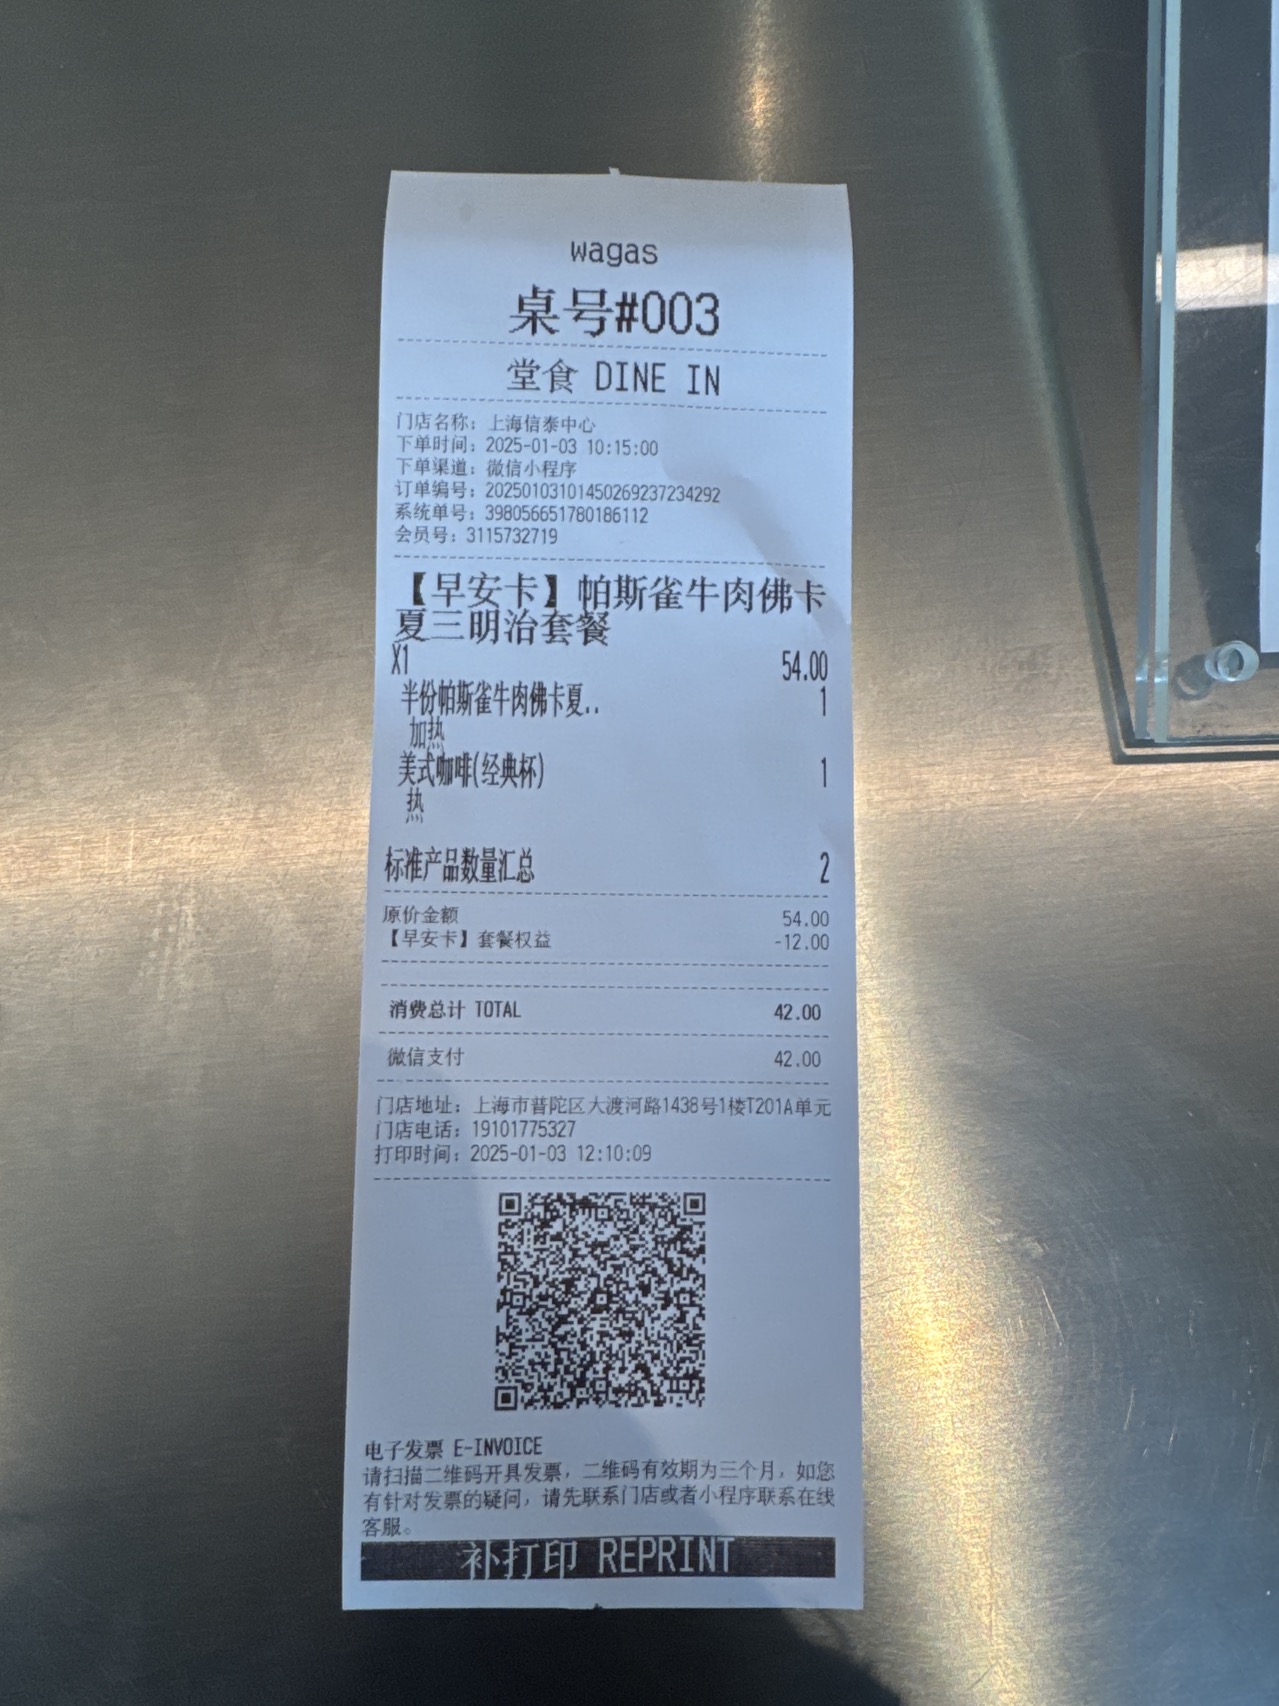 wagas
桌号#003
堂食 DINE IN
门店名称：上海信泰中心
下单时间：2025-01-03 10:15:00
下单渠道：微信小程序
订单编号：20250103101450269237234292
系统单号：398056651780186112
会员号：3115732719
【早安卡】帕斯雀牛肉佛卡
夏三明治套餐
X1 54.00
半份帕斯雀牛肉佛卡夏.. 1
加热
美式咖啡(经典杯) 1
热
标准产品数量汇总 2
原价金额 54.00
【早安卡】套餐权益 -12.00
消费总计 TOTAL 42.00
微信支付 42.00
门店地址：上海市普陀区大渡河路1438号1楼T201A单元
门店电话：19101775327
打印时间：2025-01-03 12:10:09
电子发票 E-INVOICE
请扫描二维码开具发票，二维码有效期为三个月，如您
有针对发票的疑问，请先联系门店或者小程序联系在线
客服。
补打印 REPRINT